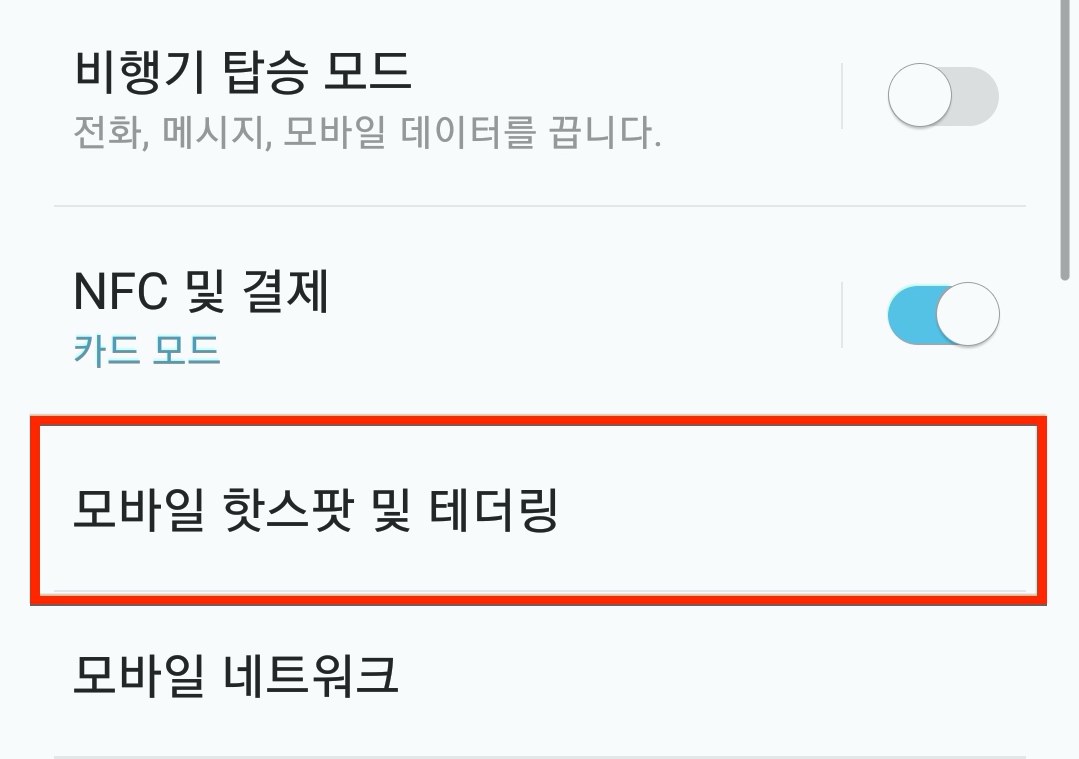 비행기 탑승 모드
전화, 메시지, 모바일 데이터를 끕니다.
NFC 및 결제
카드 모드
모바일 핫스팟 및 테더링
모바일 네트워크